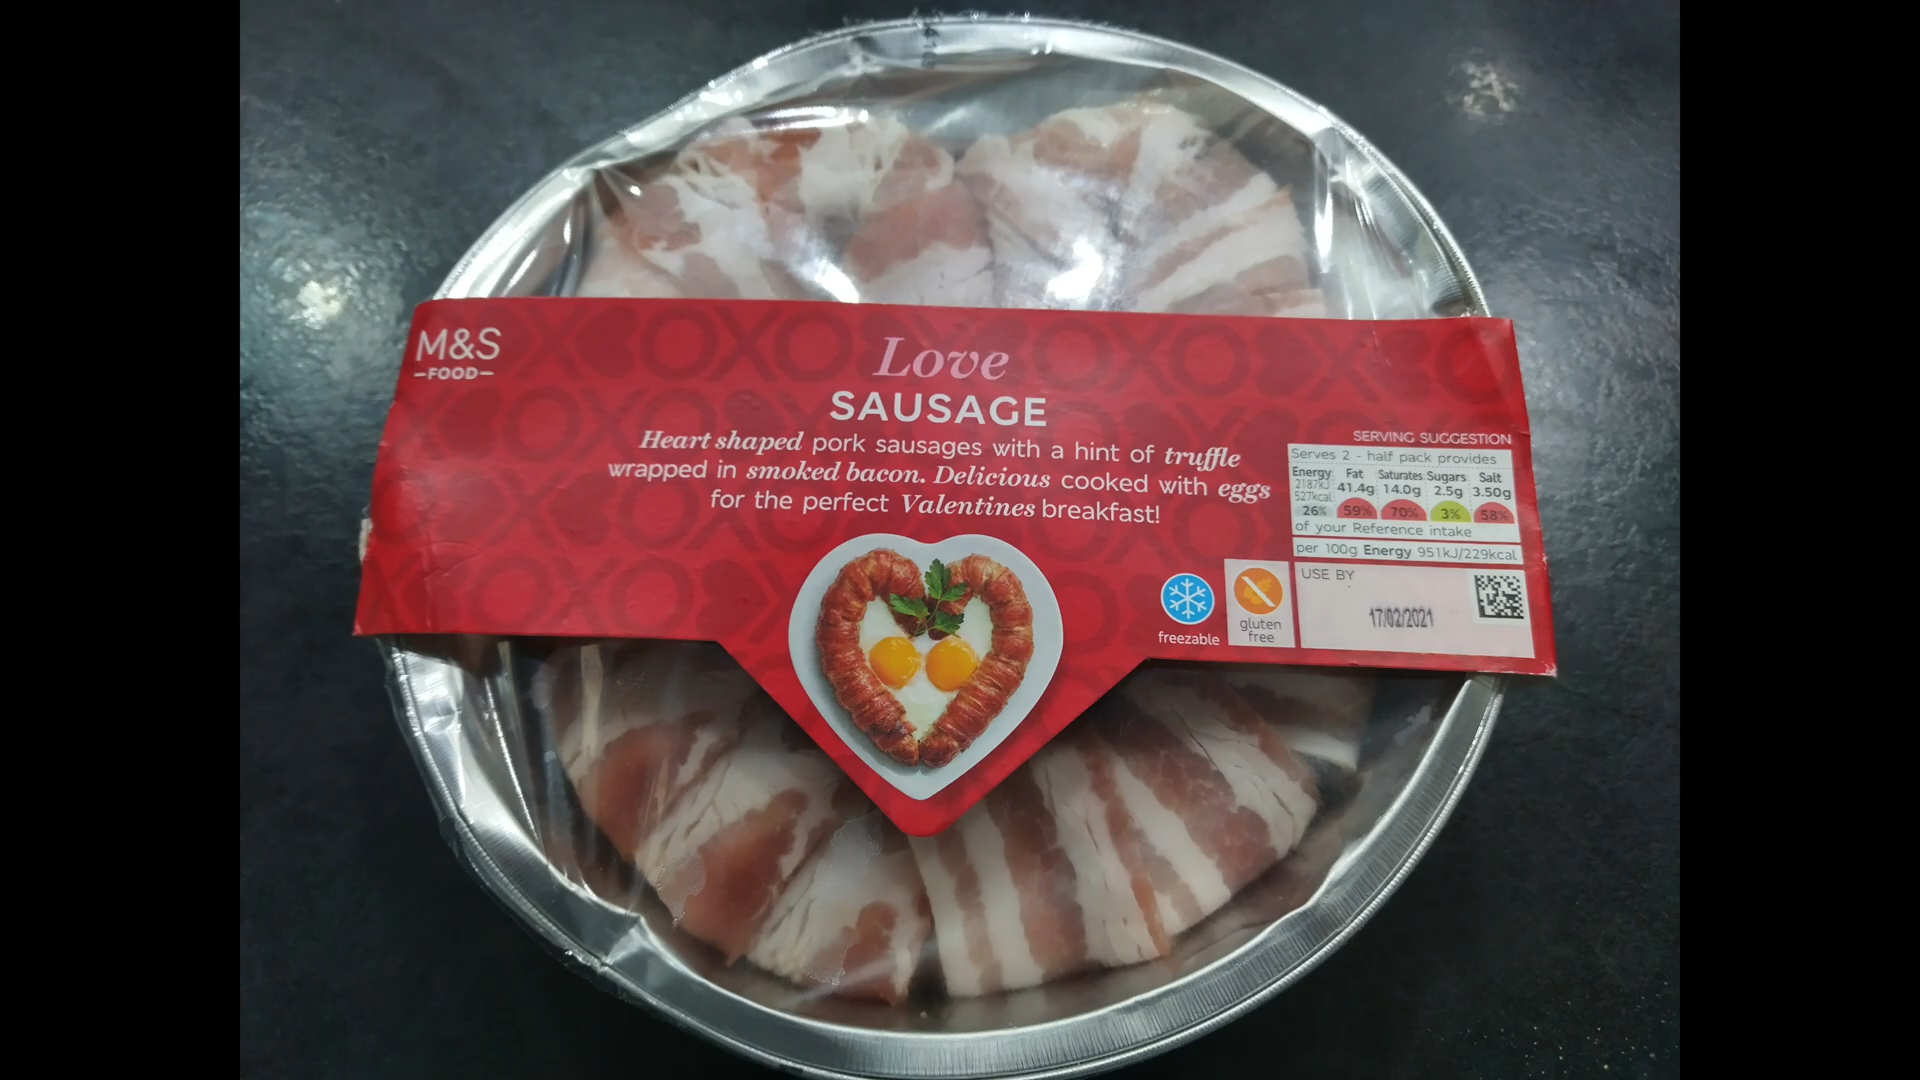 M&S
FOOD
Love
SAUSAGE
Heart shaped pork sausages with a hint of truffle
wrapped in smoked bacon. Delicious cooked with eggs
for the perfect Valentines breakfast!
SERVING SUGGESTION
Serves 2 - half pack provides
Energy Fat Saturates Sugars Salt
2187kJ 41.4g 14.0g 2.5g 3.50g
527kcal
26% 59% 70% 3% 58%
of your Reference intake
per 100g Energy 951kJ/229kcal
USE BY
17/02/2021
freezable
gluten
free